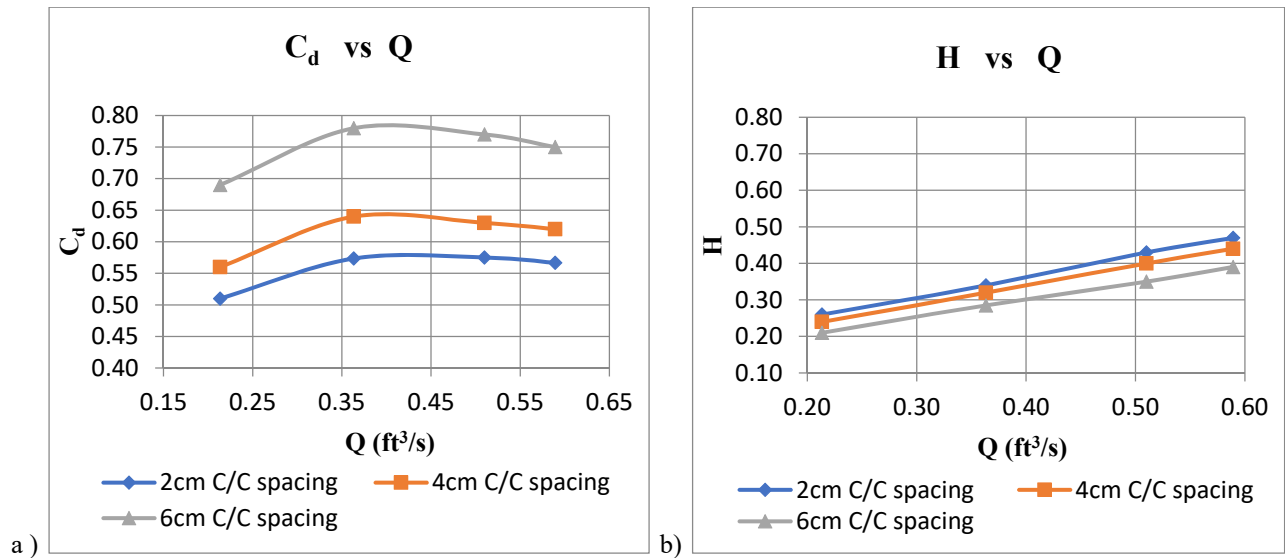 C_d vs Q
0.80
0.75
0.70
0.65
0.60
0.55
0.50
0.45
0.40
C_d
0.15 0.25 0.35 0.45 0.55 0.65
Q (ft³/s)
2cm C/C spacing 4cm C/C spacing
6cm C/C spacing
a )
H vs Q
0.80
0.70
0.60
0.50
0.40
0.30
0.20
0.10
H
0.20 0.30 0.40 0.50 0.60
Q (ft³/s)
2cm C/C spacing 4cm C/C spacing
6cm C/C spacing
b)